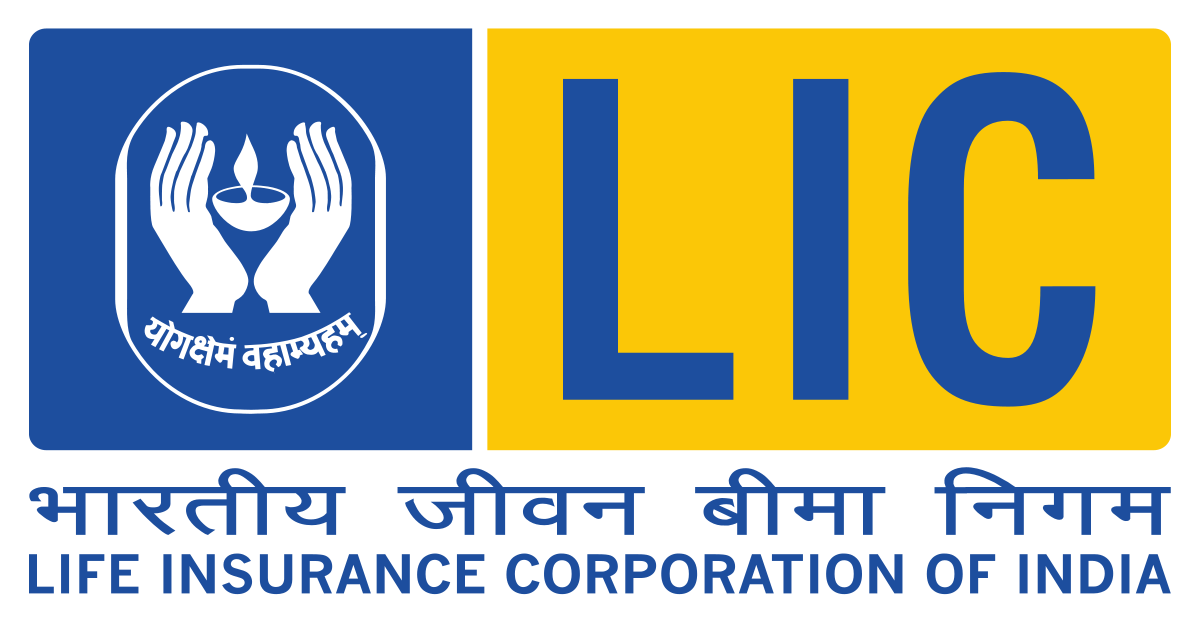 योगक्षेमं वहाम्यहम्
LIC
भारतीय जीवन बीमा निगम
LIFE INSURANCE CORPORATION OF INDIA